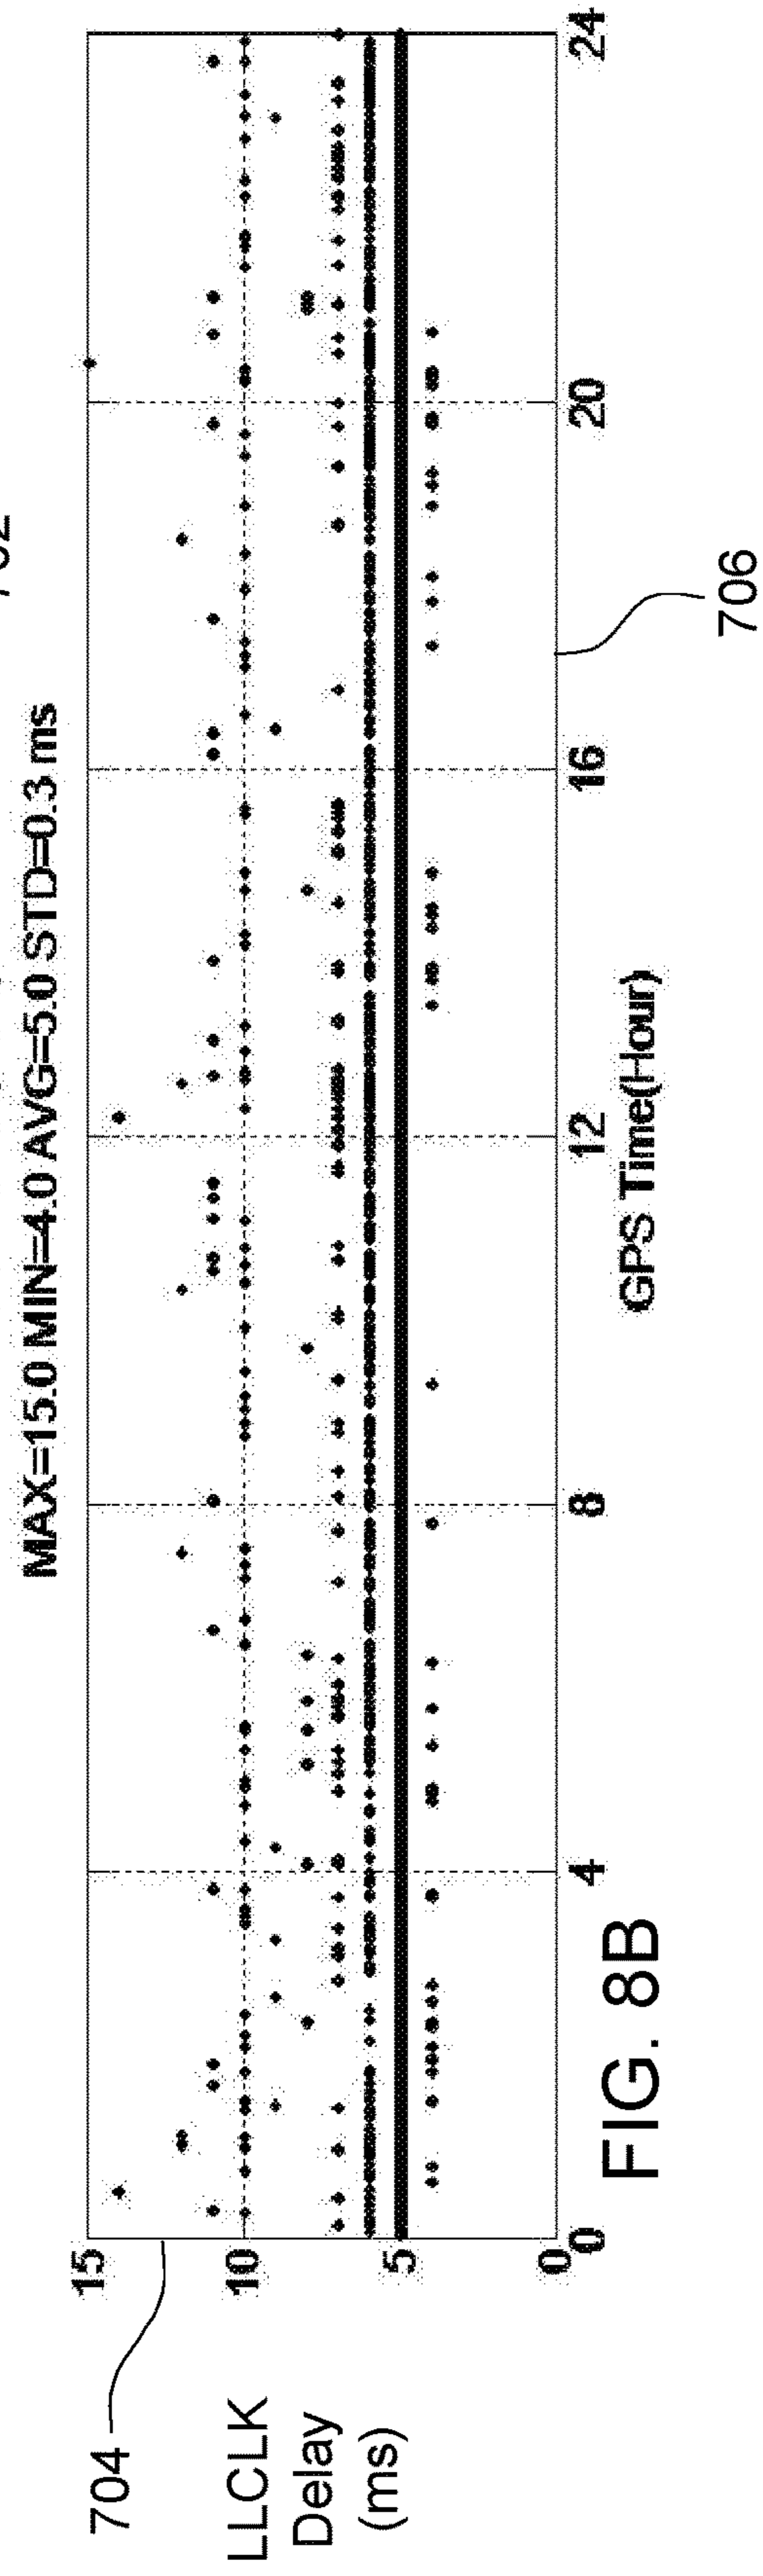 MAX=15.0 MIN=4.0 AVG=5.0 STD=0.3 ms
704
LLCLK
Delay
(ms)
15
10
5
0
0
4
8
12
16
20
24
GPS Time(Hour)
706
FIG. 8B